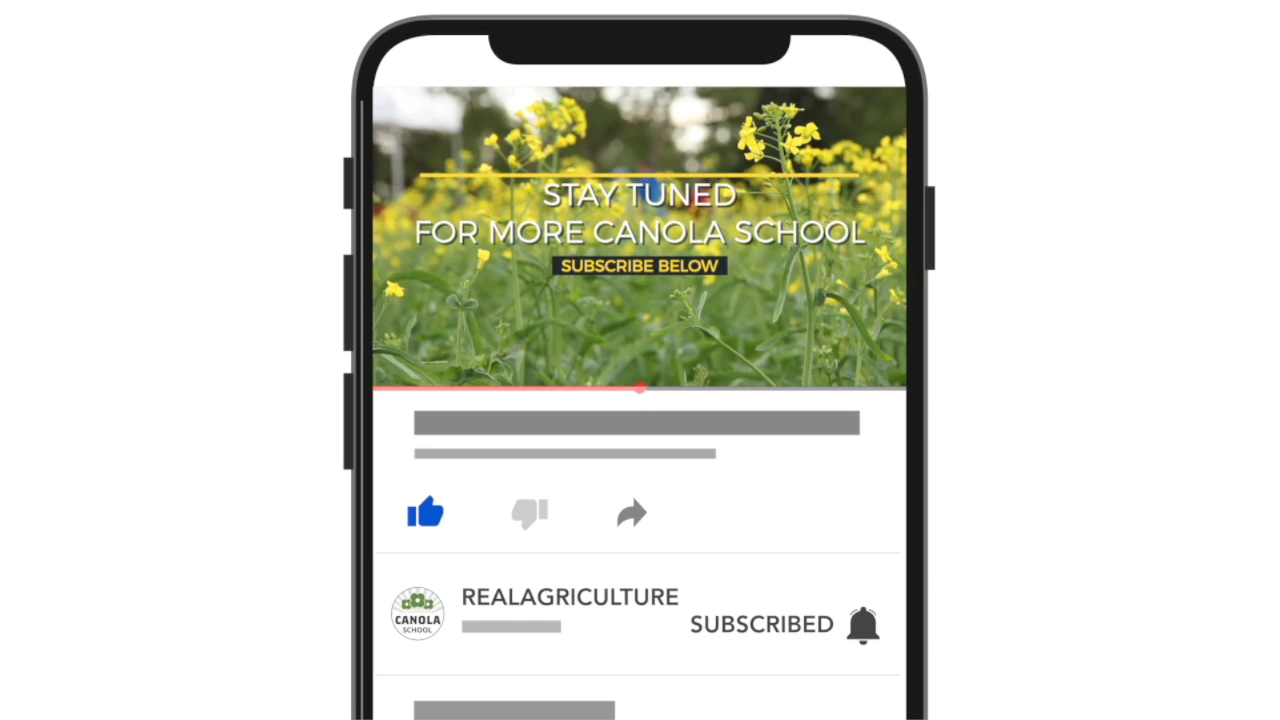 STAY TUNED
FOR MORE CANOLA SCHOOL
SUBSCRIBE BELOW
REALAGRICULTURE
CANOLA
SCHOOL
SUBSCRIBED